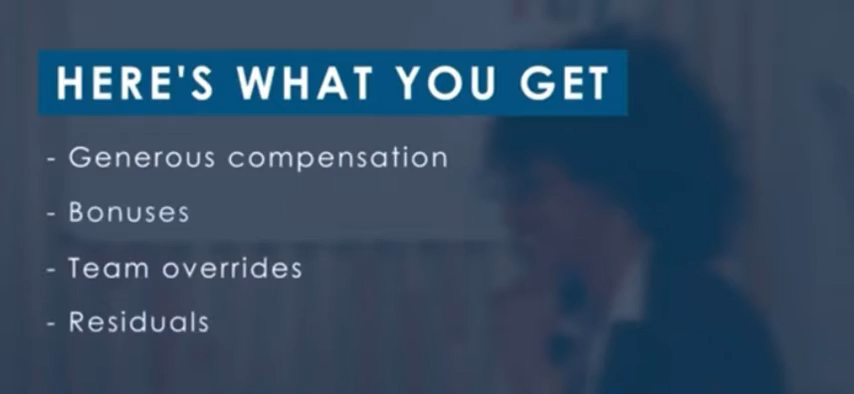 HERE'S WHAT YOU GET
- Generous compensation
- Bonuses
- Team overrides
- Residuals